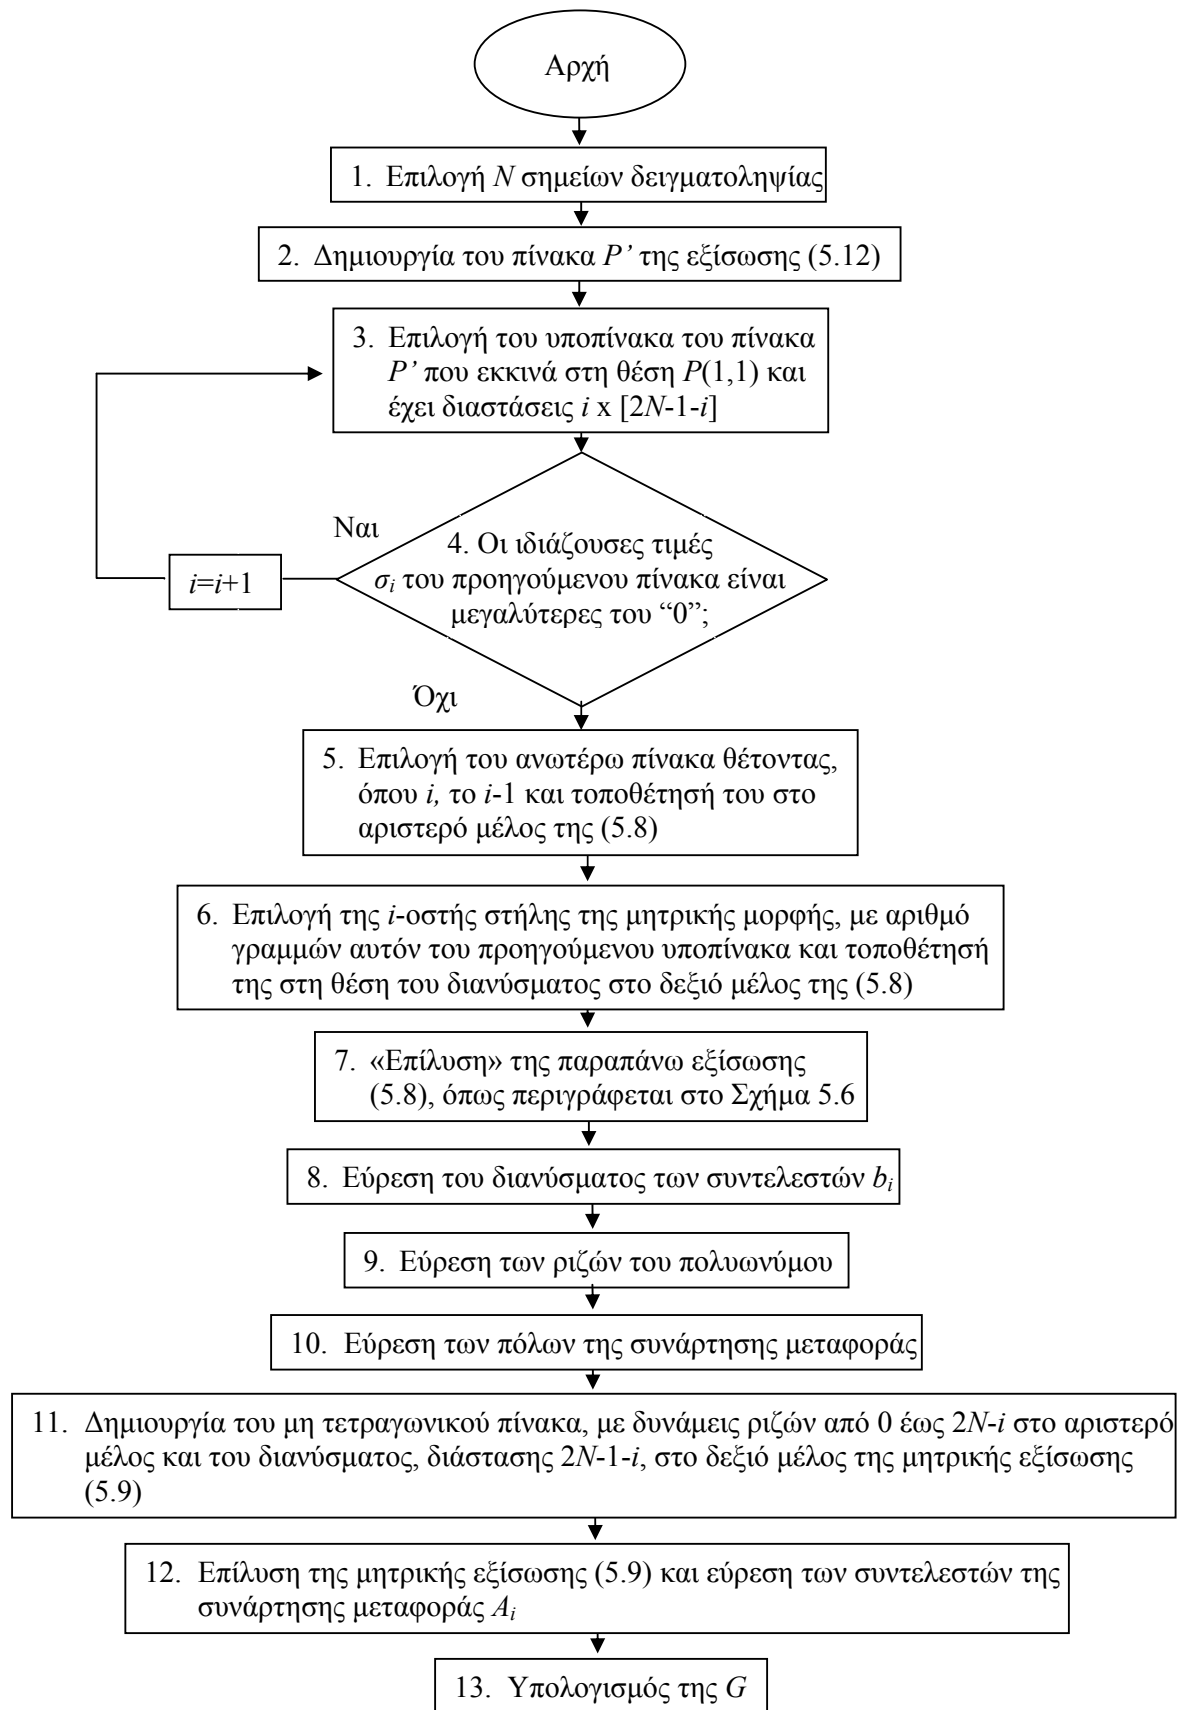 Αρχή
1. Επιλογή N σημείων δειγματοληψίας
2. Δημιουργία του πίνακα P’ της εξίσωσης (5.12)
3. Επιλογή του υποπίνακα του πίνακα
P’ που εκκινά στη θέση P(1,1) και
έχει διαστάσεις i x [2N-1-i]
Ναι
4. Οι ιδιάζουσες τιμές
σi του προηγούμενου πίνακα είναι
μεγαλύτερες του “0”;
i=i+1
Όχι
5. Επιλογή του ανωτέρω πίνακα θέτοντας,
όπου i, το i-1 και τοποθέτησή του στο
αριστερό μέλος της (5.8)
6. Επιλογή της i-οστής στήλης της μητρικής μορφής, με αριθμό
γραμμών αυτόν του προηγούμενου υποπίνακα και τοποθέτησή
της στη θέση του διανύσματος στο δεξιό μέλος της (5.8)
7. «Επίλυση» της παραπάνω εξίσωσης
(5.8), όπως περιγράφεται στο Σχήμα 5.6
8. Εύρεση του διανύσματος των συντελεστών bi
9. Εύρεση των ριζών του πολυωνύμου
10. Εύρεση των πόλων της συνάρτησης μεταφοράς
11. Δημιουργία του μη τετραγωνικού πίνακα, με δυνάμεις ριζών από 0 έως 2N-i στο αριστερό
μέλος και του διανύσματος, διάστασης 2N-1-i, στο δεξιό μέλος της μητρικής εξίσωσης
(5.9)
12. Επίλυση της μητρικής εξίσωσης (5.9) και εύρεση των συντελεστών της
συνάρτησης μεταφοράς Ai
13. Υπολογισμός της G